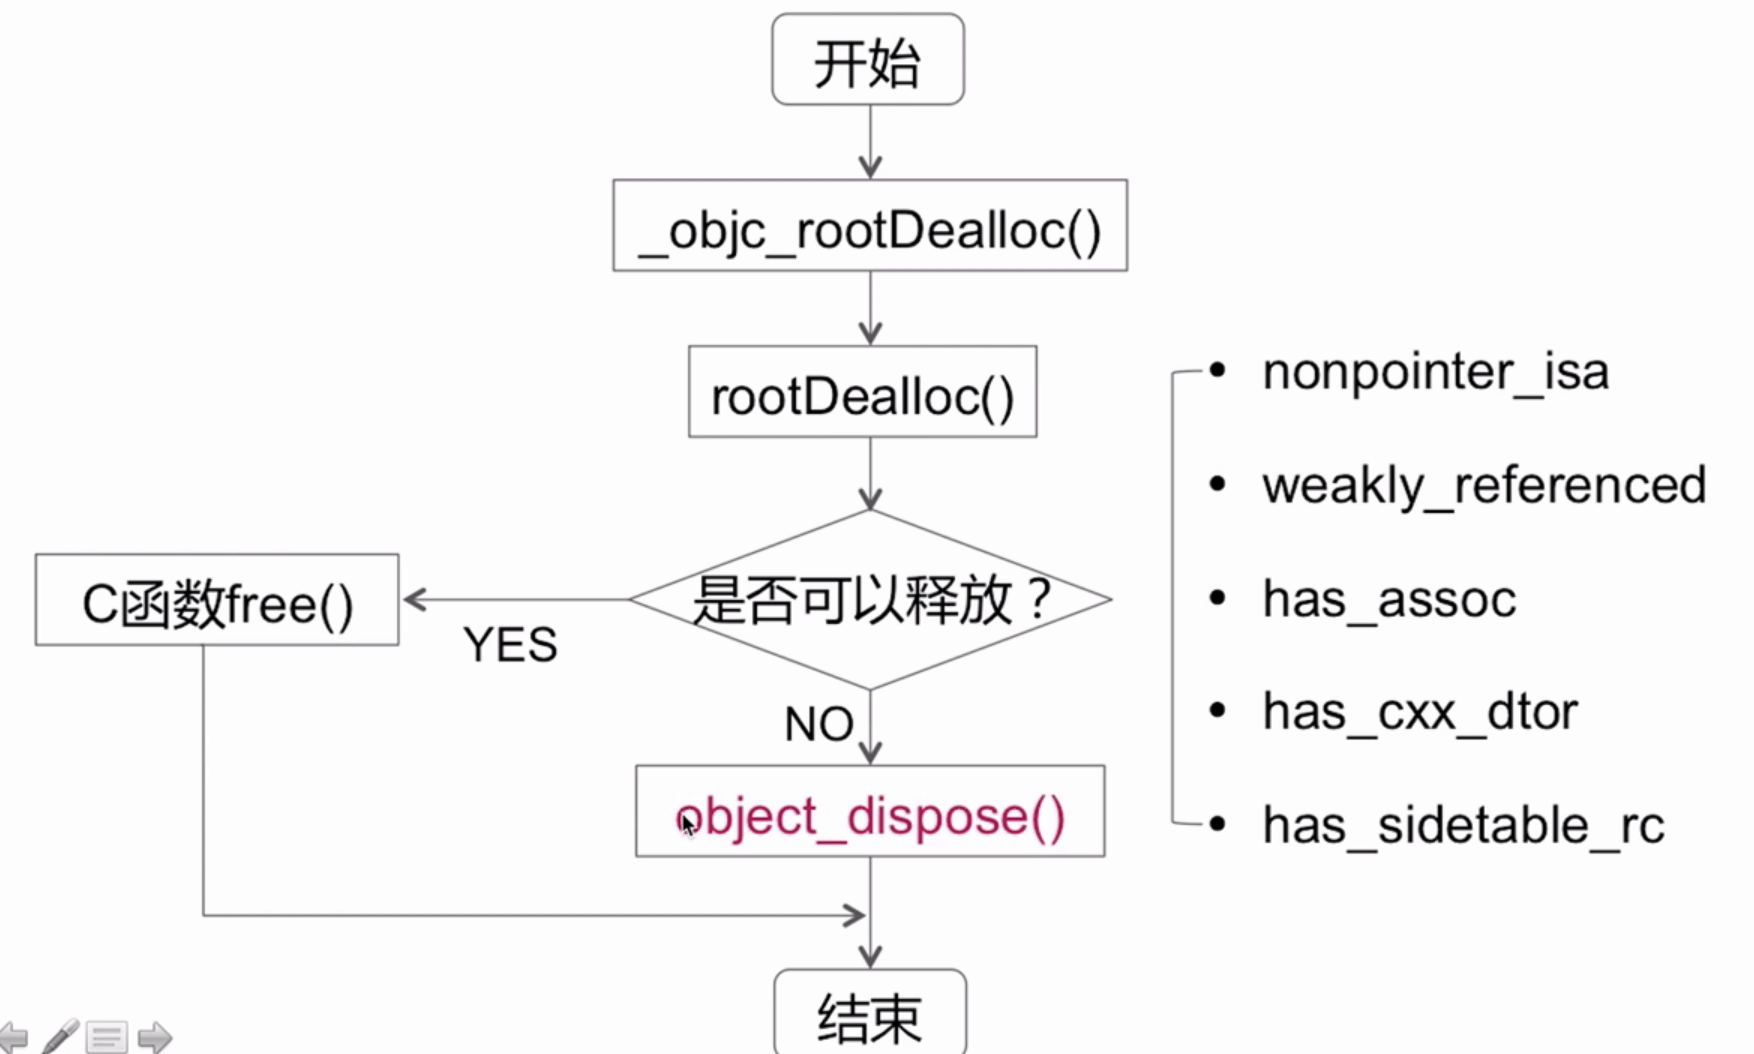 开始
_objc_rootDealloc()
rootDealloc()
是否可以释放？
YES
C函数free()
NO
object_dispose()
结束
• nonpointer_isa
• weakly_referenced
• has_assoc
• has_cxx_dtor
• has_sidetable_rc